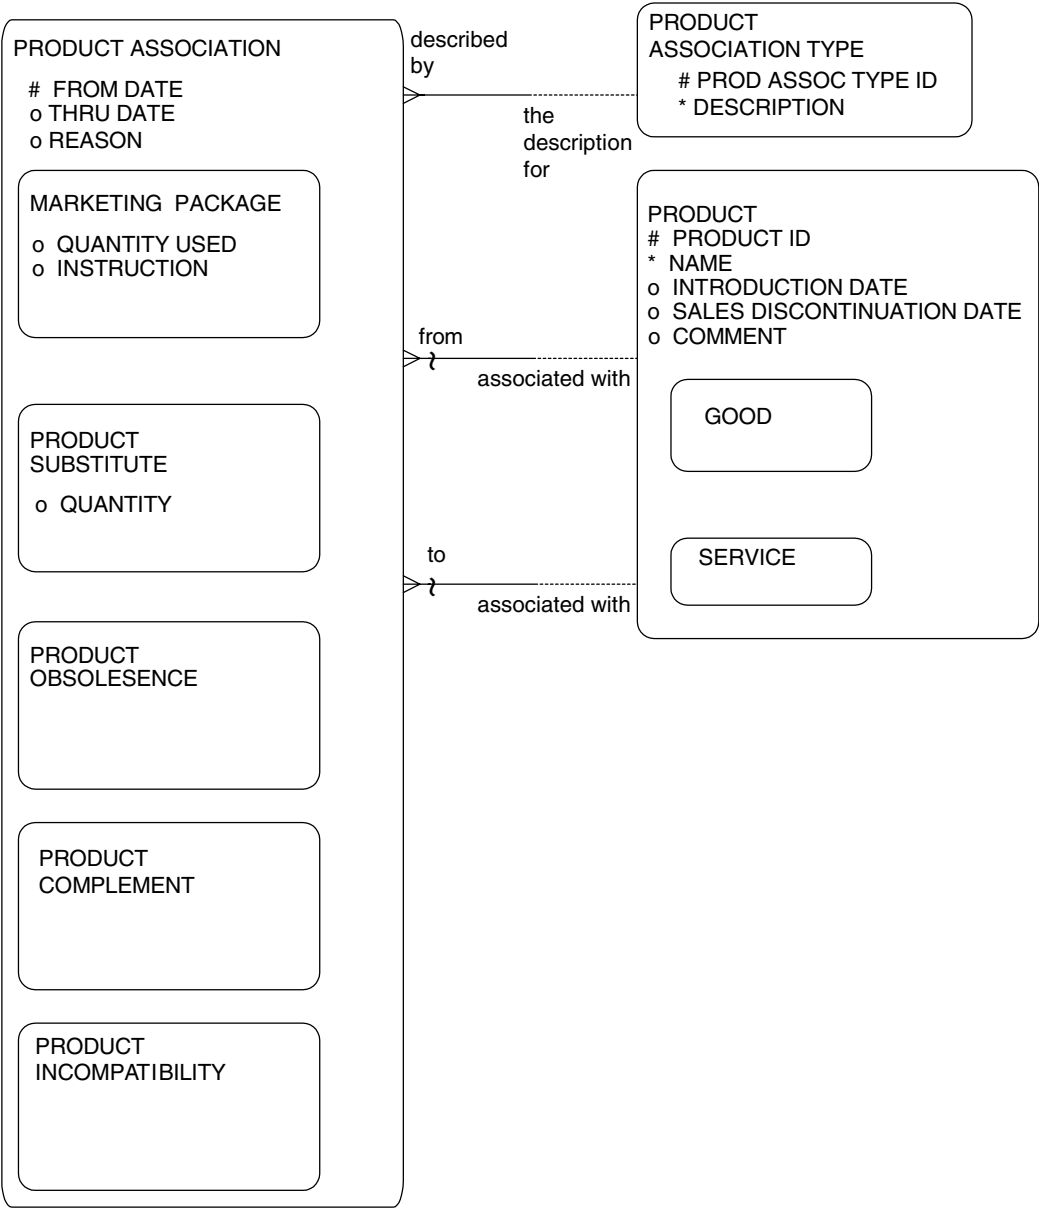 PRODUCT ASSOCIATION
# FROM DATE
o THRU DATE
o REASON
MARKETING PACKAGE
o QUANTITY USED
o INSTRUCTION
PRODUCT
SUBSTITUTE
o QUANTITY
PRODUCT
OBSOLESENCE
PRODUCT
COMPLEMENT
PRODUCT
INCOMPATIBILITY
described
by
the
description
for
from
associated with
to
associated with
PRODUCT
ASSOCIATION TYPE
# PROD ASSOC TYPE ID
* DESCRIPTION
PRODUCT
# PRODUCT ID
* NAME
o INTRODUCTION DATE
o SALES DISCONTINUATION DATE
o COMMENT
GOOD
SERVICE